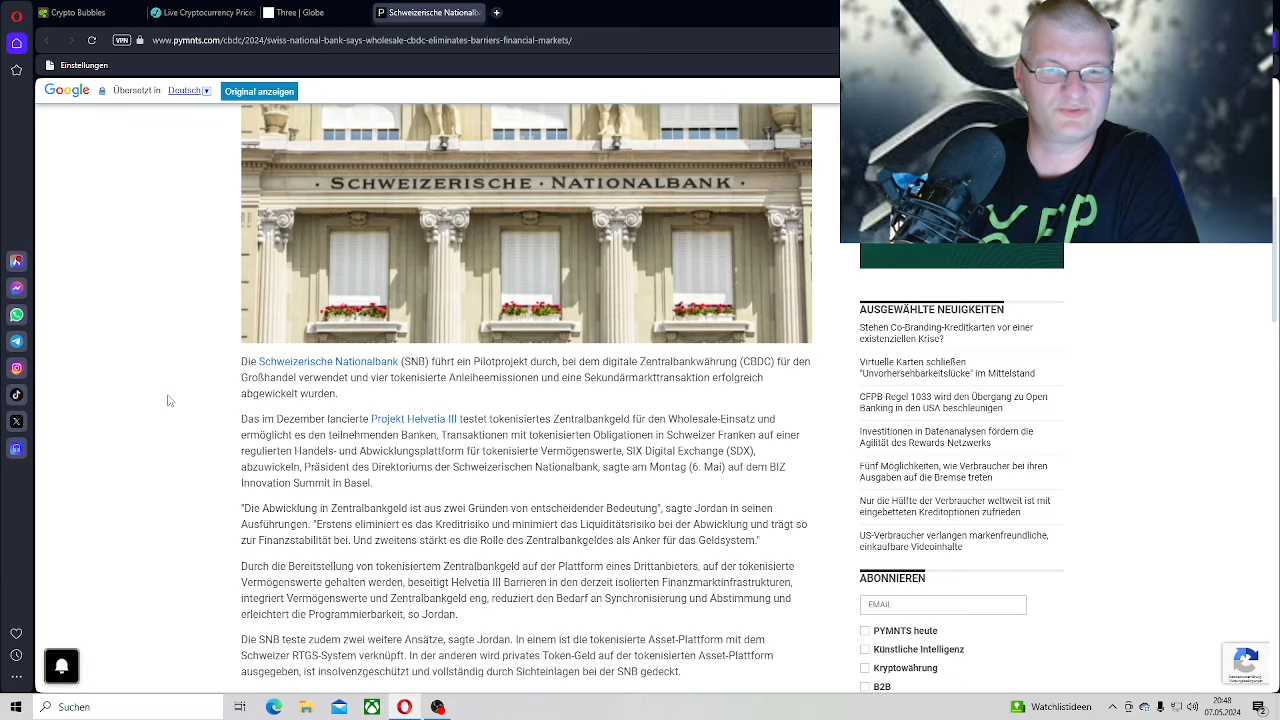 Crypto Bubbles
Live Cryptocurrency Ch
Payments News & Mobil
Swiss National Bank Sa
VPN
www.pymnts.com/cbdc/2024/swiss-national-bank-says-wholesale-cbdc-eliminates-barriers-financial-markets/
Einstellungen
Google
Übersetzt in:
Deutsch
Original anzeigen
· SCHWEIZERISCHE · NATIONALBANK ·
Die Schweizerische Nationalbank (SNB) führt ein Pilotprojekt durch, bei dem digitale Zentralbankwährung (CBDC) für den
Großhandel verwendet und vier tokenisierte Anleiheemissionen und eine Sekundärmarkttransaktion erfolgreich
abgewickelt wurden.
Das im Dezember lancierte Projekt Helvetia III testet tokenisiertes Zentralbankgeld für den Wholesale-Einsatz und
ermöglicht es den teilnehmenden Banken, Transaktionen mit tokenisierten Obligationen in Schweizer Franken auf einer
regulierten Handels- und Abwicklungsplattform für tokenisierte Vermögenswerte, SIX Digital Exchange (SDX),
abzuwickeln, Präsident des Direktoriums der Schweizerischen Nationalbank, sagte am Montag (6. Mai) auf dem BIZ
Innovation Summit in Basel.
"Die Abwicklung in Zentralbankgeld ist aus zwei Gründen von entscheidender Bedeutung", sagte Jordan in seinen
Ausführungen. "Erstens eliminiert es das Kreditrisiko und minimiert das Liquiditätsrisiko bei der Abwicklung und trägt so
zur Finanzstabilität bei. Und zweitens stärkt es die Rolle des Zentralbankgeldes als Anker für das Geldsystem."
Durch die Bereitstellung von tokenisiertem Zentralbankgeld auf der Plattform eines Drittanbieters, auf der tokenisierte
Vermögenswerte gehalten werden, beseitigt Helvetia III Barrieren in den derzeit isolierten Finanzmarktinfrastrukturen,
integriert Vermögenswerte und Zentralbankgeld eng, reduziert den Bedarf an Synchronisierung und Abstimmung und
erleichtert die Programmierbarkeit, so Jordan.
Die SNB teste zudem zwei weitere Ansätze, sagte Jordan. In einem ist die tokenisierte Asset-Plattform mit dem
Schweizer RTGS-System verknüpft. In der anderen wird privates Token-Geld auf der tokenisierten Asset-Plattform
ausgegeben, ist insolvenzgeschützt und vollständig durch Sichteinlagen bei der SNB gedeckt.
AUSGEWÄHLTE NEUIGKEITEN
Stehen Co-Branding-Kreditkarten vor einer
existenziellen Krise?
Virtuelle Karten schließen
"Unvorhersehbarkeitslücke" im Mittelstand
CFPB-Regel 1033 wird den Übergang zu Open
Banking in den USA beschleunigen
Investitionen in Datenanalysen fördern die
Agilität des Rewards-Netzwerks
Fünf Möglichkeiten, wie Verbraucher bei ihren
Ausgaben auf die Bremse treten
Nur die Hälfte der Verbraucher weltweit ist mit
eingebetteten Kreditoptionen zufrieden
US-Verbraucher verlangen markenfreundliche,
einkaufbare Videoinhalte
ABONNIEREN
EMAIL
PYMNTS heute
Künstliche Intelligenz
Kryptowährung
B2B
Suchen
Watchlist-Ideen
20:48
07.05.2024